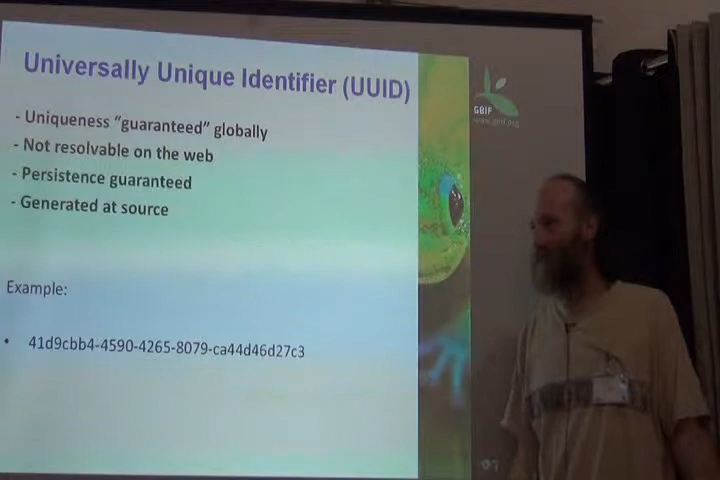 Universally Unique Identifier (UUID)
- Uniqueness “guaranteed” globally
- Not resolvable on the web
- Persistence guaranteed
- Generated at source
Example:
• 41d9cbb4-4590-4265-8079-ca44d46d27c3
GBIF
www.gbif.org